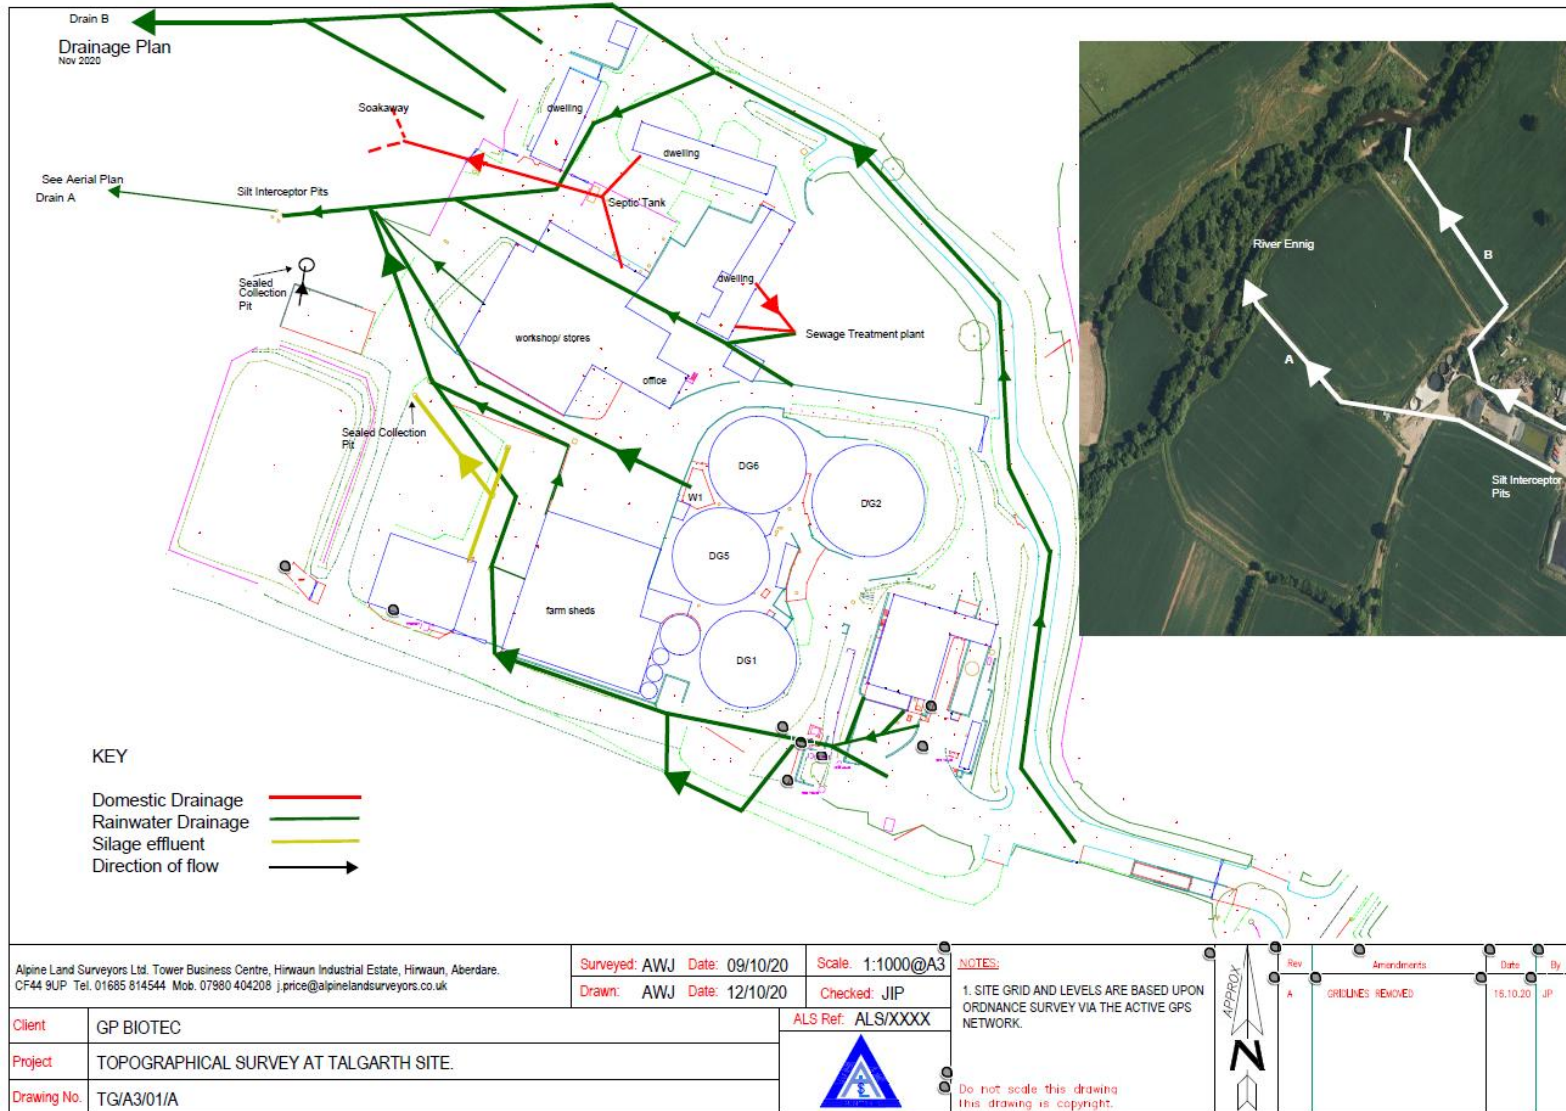 Drain B
Drainage Plan
Nov 2020
Soakaway
dwelling
dwelling
See Aerial Plan
Drain A
Silt Interceptor Pits
Septic Tank
Sealed
Collection
Pit
dwelling
Sewage Treatment plant
workshop/ stores
office
Sealed Collection
Pit
DG6
DG2
W1
DG5
farm sheds
DG1
River Ennig
B
A
Silt Interceptor
Pits
KEY
Domestic Drainage
Rainwater Drainage
Silage effluent
Direction of flow
Alpine Land Surveyors Ltd. Tower Business Centre, Hirwaun Industrial Estate, Hirwaun, Aberdare.
CF44 9UP Tel. 01685 814544 Mob. 07980 404208 j.price@alpinelandsurveyors.co.uk
Surveyed: AWJ Date: 09/10/20
Drawn: AWJ Date: 12/10/20
Scale. 1:1000@A3
Checked: JIP
Client GP BIOTEC
Project TOPOGRAPHICAL SURVEY AT TALGARTH SITE.
Drawing No. TG/A3/01/A
ALS Ref: ALS/XXXX
NOTES:
1. SITE GRID AND LEVELS ARE BASED UPON
ORDNANCE SURVEY VIA THE ACTIVE GPS
NETWORK.
Do not scale this drawing
This drawing is copyright.
APPROX
N
Rev Amendments Date By
A GRIDLINES REMOVED 16.10.20 JP